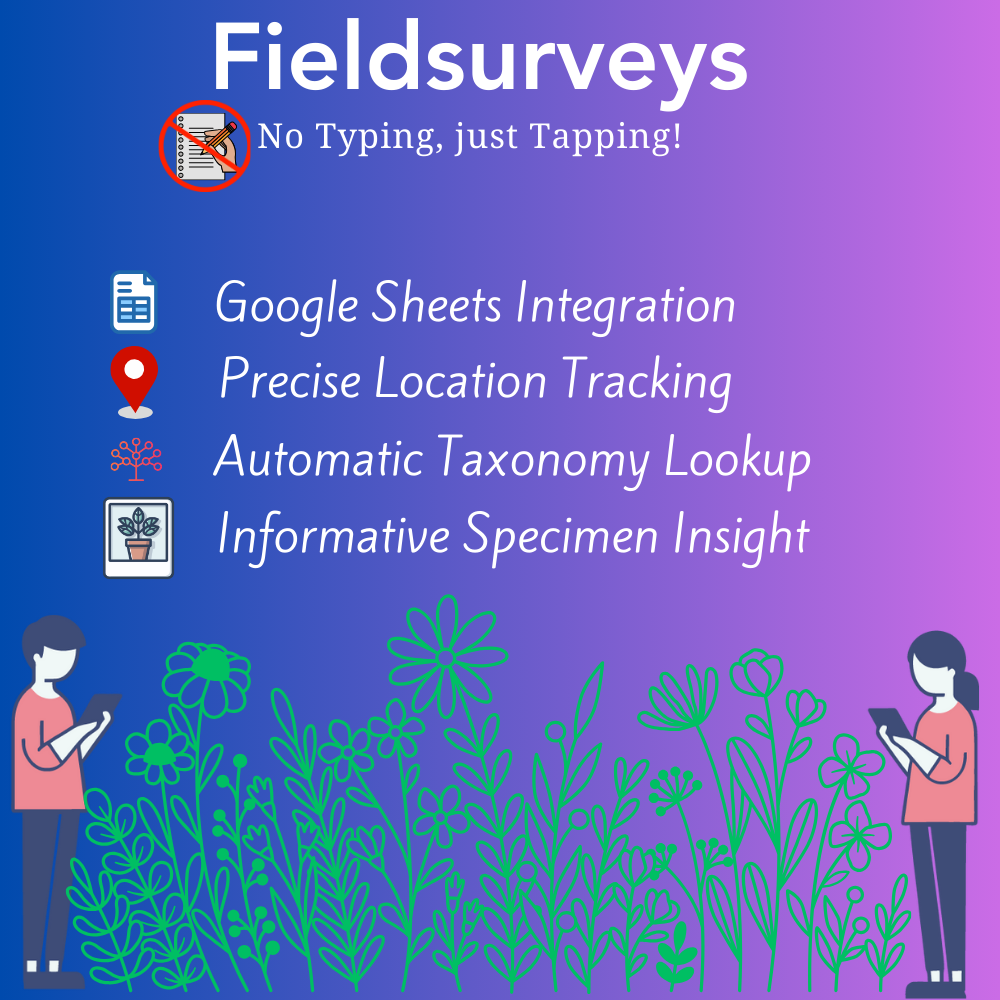 Fieldsurveys
No Typing, just Tapping!
Google Sheets Integration
Precise Location Tracking
Automatic Taxonomy Lookup
Informative Specimen Insight